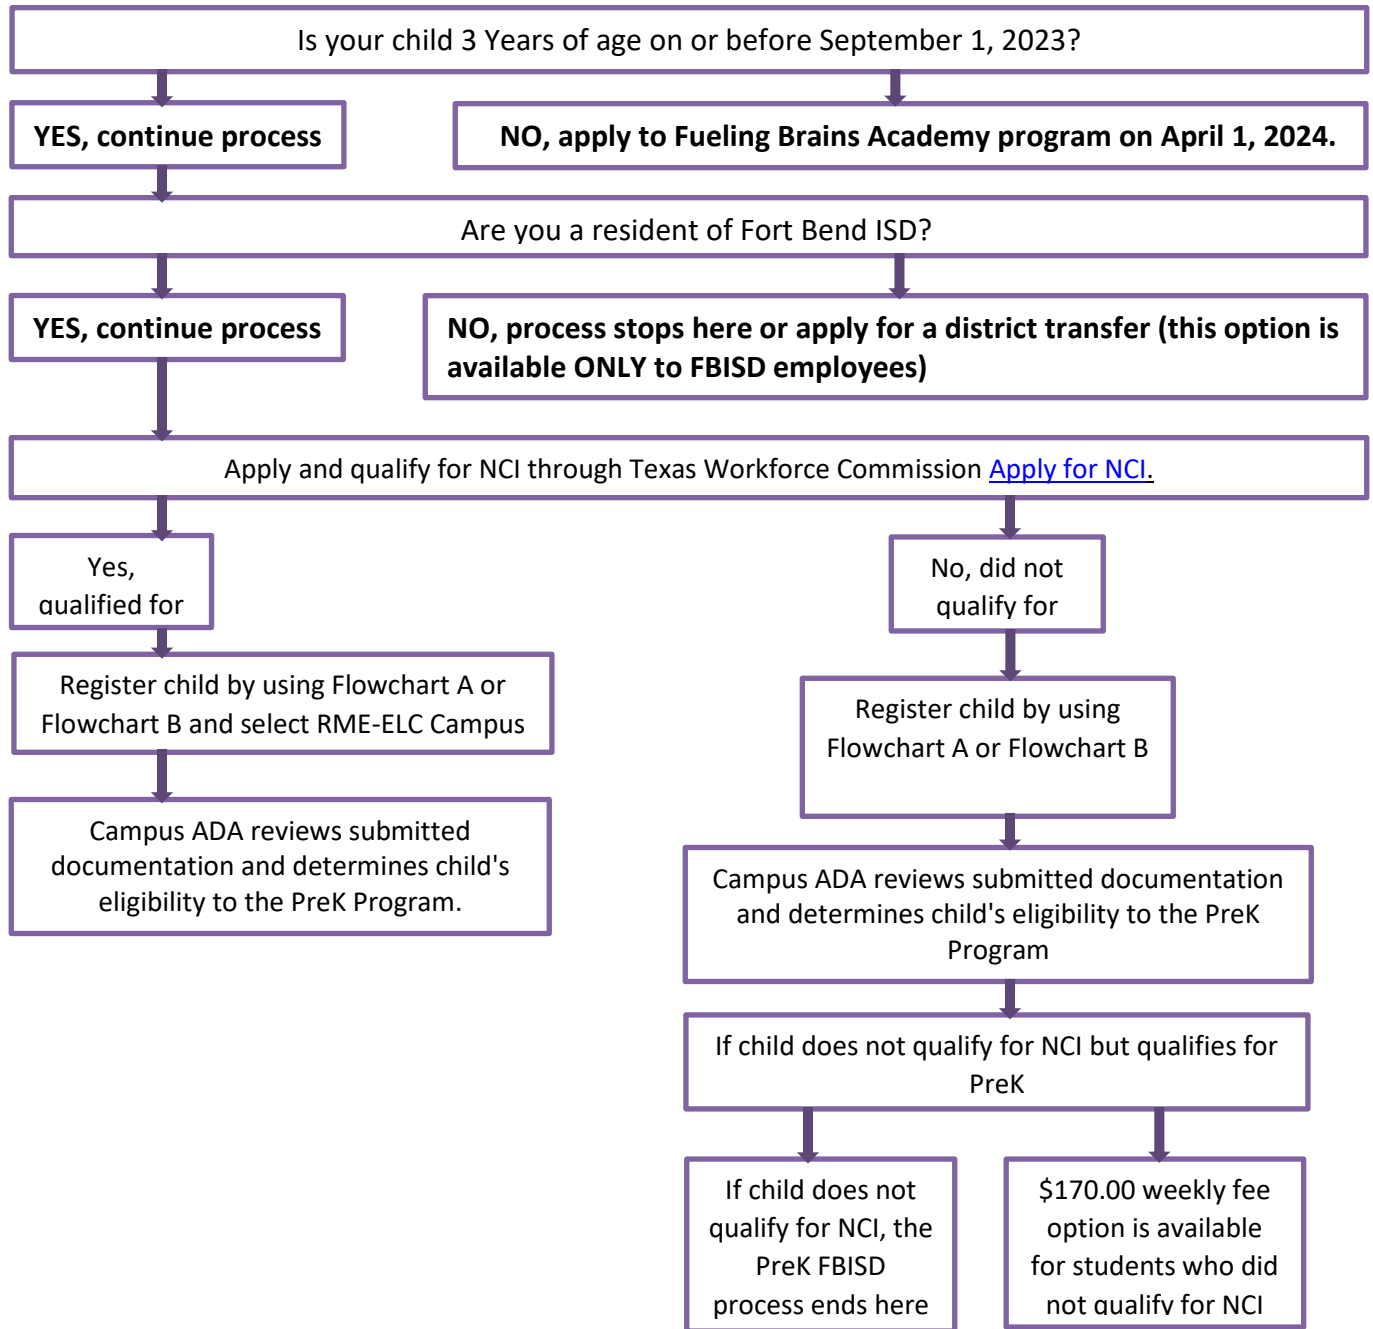 Is your child 3 Years of age on or before September 1, 2023?
YES, continue process
NO, apply to Fueling Brains Academy program on April 1, 2024.
Are you a resident of Fort Bend ISD?
YES, continue process
NO, process stops here or apply for a district transfer (this option is
available ONLY to FBISD employees)
Apply and qualify for NCI through Texas Workforce Commission Apply for NCI.
Yes,
qualified for
No, did not
qualify for
Register child by using Flowchart A or
Flowchart B and select RME-ELC Campus
Register child by using
Flowchart A or Flowchart B
Campus ADA reviews submitted
documentation and determines child's
eligibility to the PreK Program.
Campus ADA reviews submitted documentation
and determines child's eligibility to the PreK
Program
If child does not qualify for NCI but qualifies for
PreK
If child does not
qualify for NCI, the
PreK FBISD
process ends here
$170.00 weekly fee
option is available
for students who did
not qualify for NCI